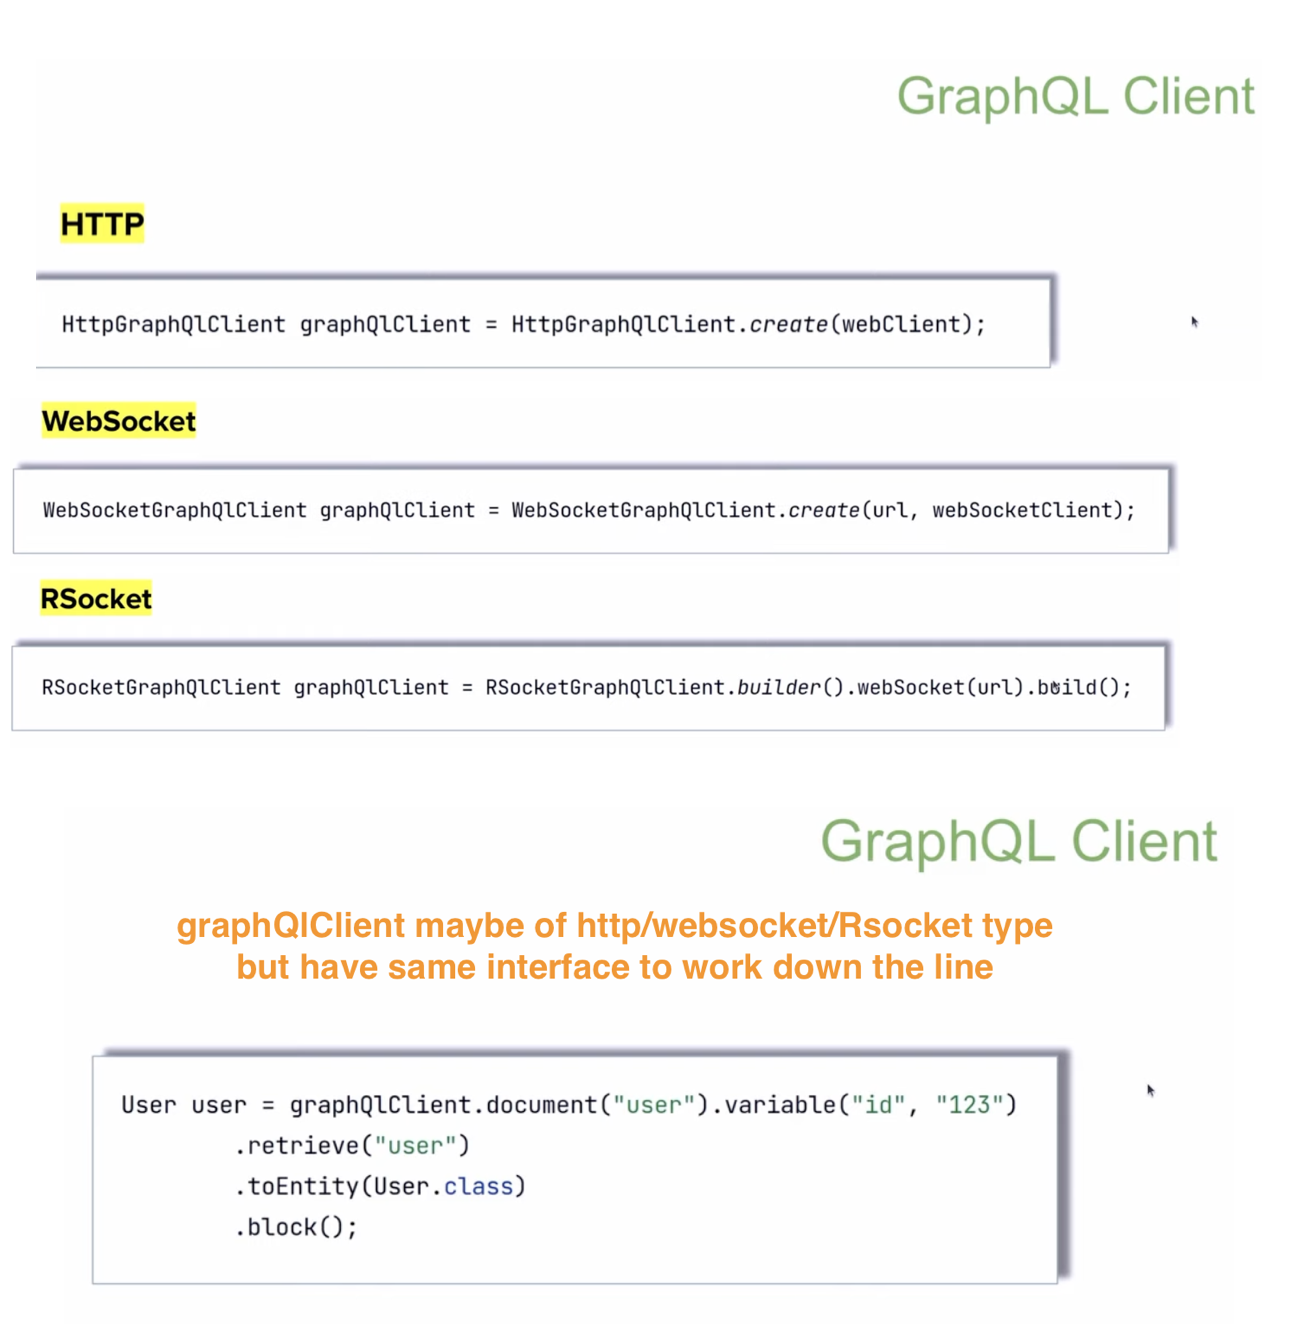 GraphQL Client
HTTP
HttpGraphQlClient graphQlClient = HttpGraphQlClient.create(webClient);
WebSocket
WebSocketGraphQlClient graphQlClient = WebSocketGraphQlClient.create(url, webSocketClient);
RSocket
RSocketGraphQlClient graphQlClient = RSocketGraphQlClient.builder().webSocket(url).build();
GraphQL Client
graphQlClient maybe of http/websocket/Rsocket type
but have same interface to work down the line
User user = graphQlClient.document("user").variable("id", "123")
.retrieve("user")
.toEntity(User.class)
.block();